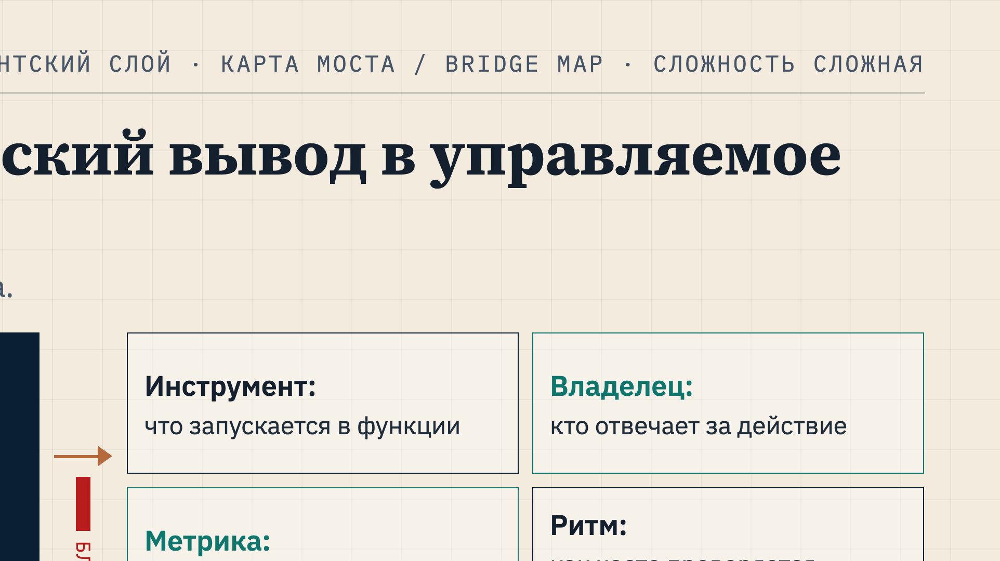 НТСКИЙ СЛОЙ · КАРТА МОСТА / BRIDGE MAP · СЛОЖНОСТЬ СЛОЖНАЯ
ский вывод в управляемое
а.
Инструмент:
что запускается в функции
Владелец:
кто отвечает за действие
Метрика:
Ритм:
БЛ